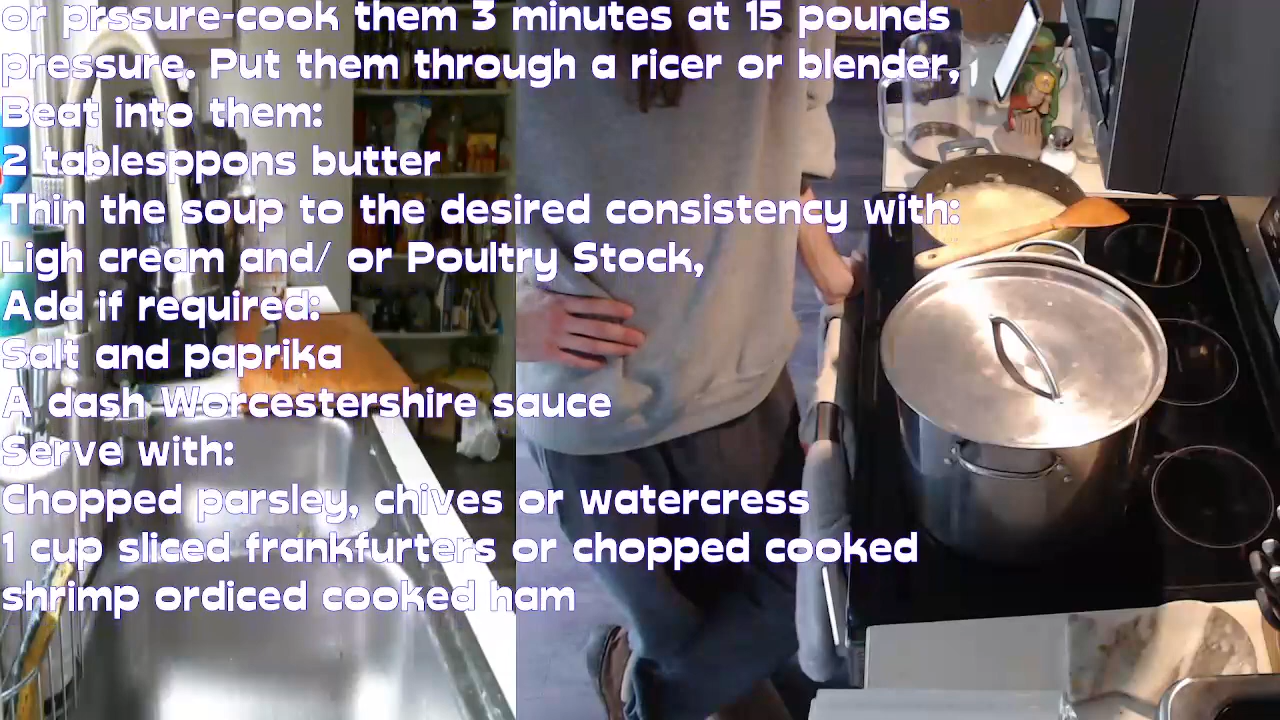 or prssure-cook them 3 minutes at 15 pounds
pressure. Put them through a ricer or blender,
Beat into them:
2 tablesppons butter
Thin the soup to the desired consistency with:
Ligh cream and/ or Poultry Stock,
Add if required:
Salt and paprika
A dash Worcestershire sauce
Serve with:
Chopped parsley, chives or watercress
1 cup sliced frankfurters or chopped cooked
shrimp ordiced cooked ham